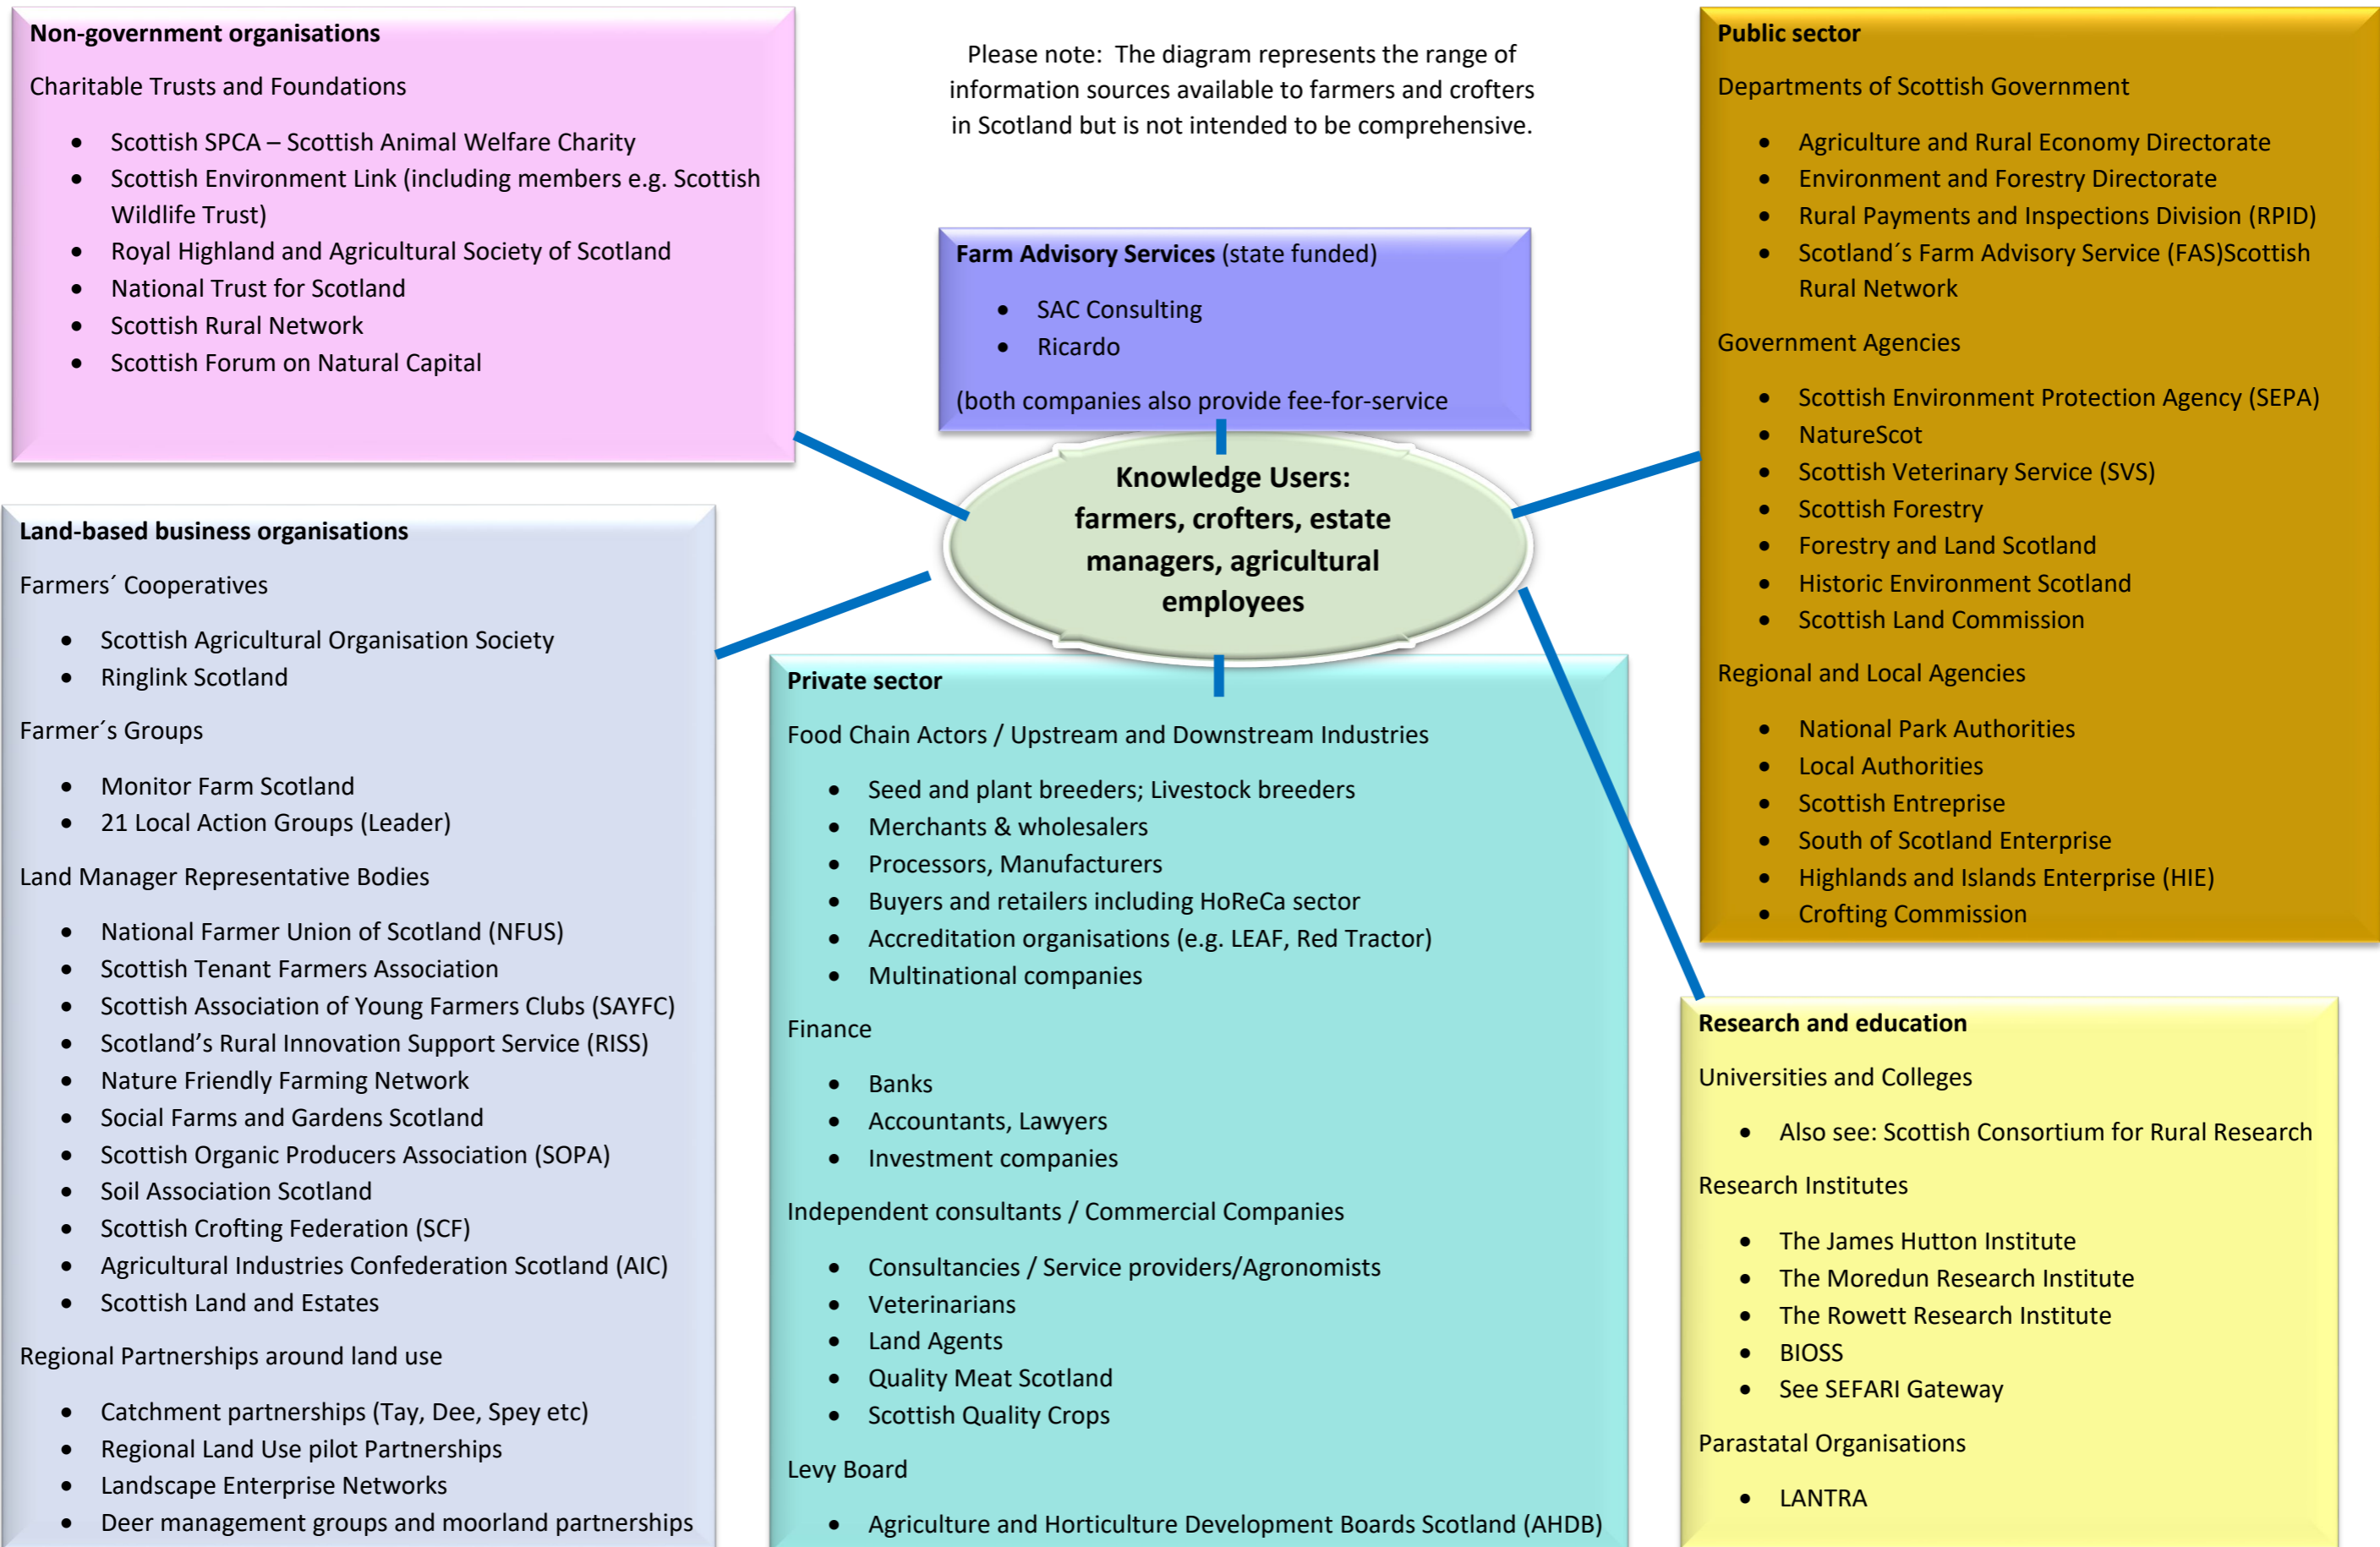 Non-government organisations
Charitable Trusts and Foundations
• Scottish SPCA – Scottish Animal Welfare Charity
• Scottish Environment Link (including members e.g. Scottish
Wildlife Trust)
• Royal Highland and Agricultural Society of Scotland
• National Trust for Scotland
• Scottish Rural Network
• Scottish Forum on Natural Capital
Please note: The diagram represents the range of
information sources available to farmers and crofters
in Scotland but is not intended to be comprehensive.
Farm Advisory Services (state funded)
• SAC Consulting
• Ricardo
(both companies also provide fee-for-service
Knowledge Users:
farmers, crofters, estate
managers, agricultural
employees
Public sector
Departments of Scottish Government
• Agriculture and Rural Economy Directorate
• Environment and Forestry Directorate
• Rural Payments and Inspections Division (RPID)
• Scotland´s Farm Advisory Service (FAS)Scottish
Rural Network
Government Agencies
• Scottish Environment Protection Agency (SEPA)
• NatureScot
• Scottish Veterinary Service (SVS)
• Scottish Forestry
• Forestry and Land Scotland
• Historic Environment Scotland
• Scottish Land Commission
Regional and Local Agencies
• National Park Authorities
• Local Authorities
• Scottish Entreprise
• South of Scotland Enterprise
• Highlands and Islands Enterprise (HIE)
• Crofting Commission
Land-based business organisations
Farmers´ Cooperatives
• Scottish Agricultural Organisation Society
• Ringlink Scotland
Farmer´s Groups
• Monitor Farm Scotland
• 21 Local Action Groups (Leader)
Land Manager Representative Bodies
• National Farmer Union of Scotland (NFUS)
• Scottish Tenant Farmers Association
• Scottish Association of Young Farmers Clubs (SAYFC)
• Scotland’s Rural Innovation Support Service (RISS)
• Nature Friendly Farming Network
• Social Farms and Gardens Scotland
• Scottish Organic Producers Association (SOPA)
• Soil Association Scotland
• Scottish Crofting Federation (SCF)
• Agricultural Industries Confederation Scotland (AIC)
• Scottish Land and Estates
Regional Partnerships around land use
• Catchment partnerships (Tay, Dee, Spey etc)
• Regional Land Use pilot Partnerships
• Landscape Enterprise Networks
• Deer management groups and moorland partnerships
Private sector
Food Chain Actors / Upstream and Downstream Industries
• Seed and plant breeders; Livestock breeders
• Merchants & wholesalers
• Processors, Manufacturers
• Buyers and retailers including HoReCa sector
• Accreditation organisations (e.g. LEAF, Red Tractor)
• Multinational companies
Finance
• Banks
• Accountants, Lawyers
• Investment companies
Independent consultants / Commercial Companies
• Consultancies / Service providers/Agronomists
• Veterinarians
• Land Agents
• Quality Meat Scotland
• Scottish Quality Crops
Levy Board
• Agriculture and Horticulture Development Boards Scotland (AHDB)
Research and education
Universities and Colleges
• Also see: Scottish Consortium for Rural Research
Research Institutes
• The James Hutton Institute
• The Moredun Research Institute
• The Rowett Research Institute
• BIOSS
• See SEFARI Gateway
Parastatal Organisations
• LANTRA